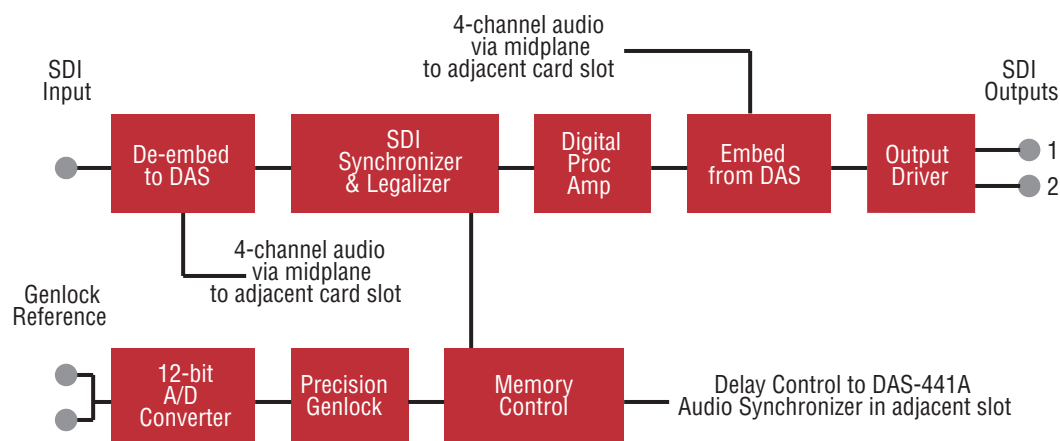 4-channel audio
via midplane
to adjacent card slot
SDI
Input
SDI
Outputs
De-embed
to DAS
SDI
Synchronizer
& Legalizer
Digital
Proc
Amp
Embed
from DAS
Output
Driver
1
2
4-channel audio
via midplane
to adjacent card slot
Genlock
Reference
12-bit
A/D
Converter
Precision
Genlock
Memory
Control
Delay Control to DAS-441A
Audio Synchronizer in adjacent slot